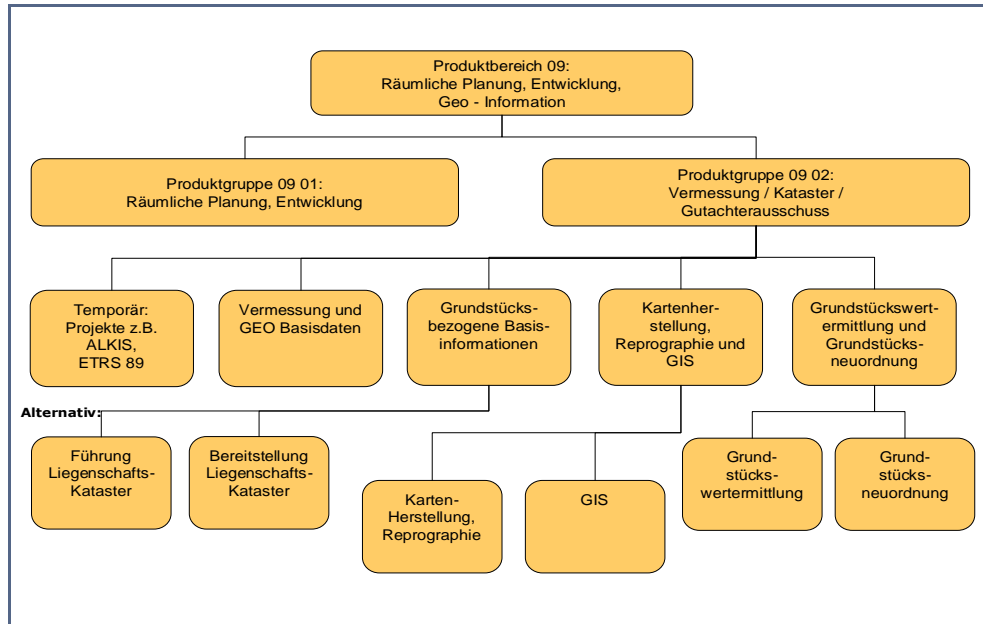 Produktbereich 09:
Räumliche Planung, Entwicklung,
Geo - Information
Produktgruppe 09 01:
Räumliche Planung, Entwicklung
Produktgruppe 09 02:
Vermessung / Kataster /
Gutachterausschuss
Temporär:
Projekte z.B.
ALKIS,
ETRS 89
Vermessung und
GEO Basisdaten
Grundstücks-
bezogene Basis-
informationen
Kartenher-
stellung,
Reprographie und
GIS
Grundstückswert-
ermittlung und
Grundstücks-
neuordnung
Alternativ:
Führung
Liegenschafts-
Kataster
Bereitstellung
Liegenschafts-
Kataster
Karten-
Herstellung,
Reprographie
GIS
Grund-
stücks-
wertermittlung
Grund-
stücks-
neuordnung